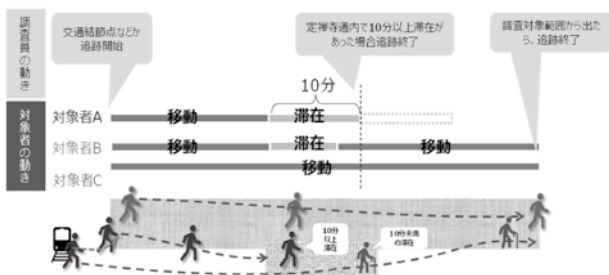 調査員の動き
交通結節点などから
追跡開始
定禅寺通内で10分以上滞在が
あった場合追跡終了
調査対象範囲から出た
ら、追跡終了
10分
対象者の動き
対象者A
移動
滞在
対象者B
移動
滞在
移動
対象者C
移動
10分
以上
滞在
10分未満
の滞在